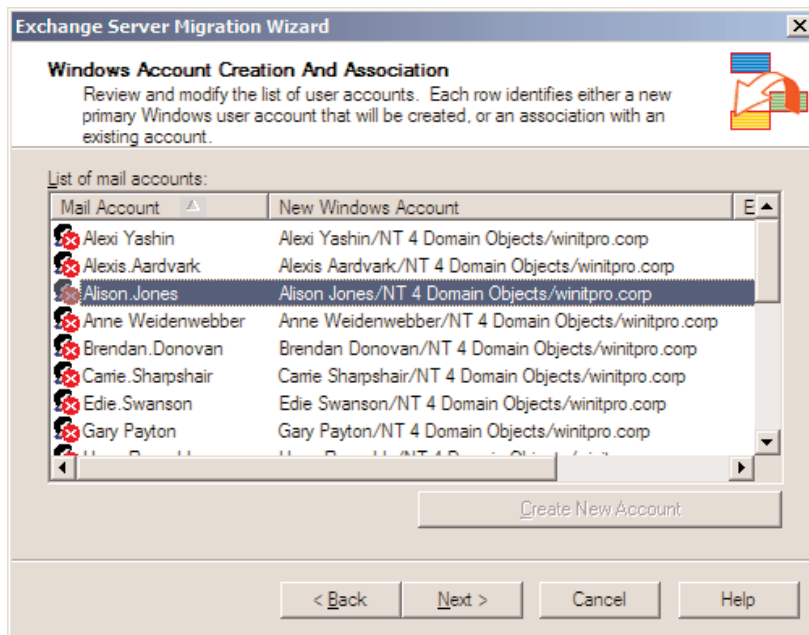 Exchange Server Migration Wizard
Windows Account Creation And Association
Review and modify the list of user accounts. Each row identifies either a new
primary Windows user account that will be created, or an association with an
existing account.
List of mail accounts:
Mail Account New Windows Account E
Alexi Yashin Alexi Yashin/NT 4 Domain Objects/winitpro.corp
Alexis.Aardvark Alexis Aardvark/NT 4 Domain Objects/winitpro.corp
Alison.Jones Alison Jones/NT 4 Domain Objects/winitpro.corp
Anne Weidenwebber Anne Weidenwebber/NT 4 Domain Objects/winitpro.corp
Brendan.Donovan Brendan Donovan/NT 4 Domain Objects/winitpro.corp
Carrie.Sharpshair Carrie Sharpshair/NT 4 Domain Objects/winitpro.corp
Edie.Swanson Edie Swanson/NT 4 Domain Objects/winitpro.corp
Gary Payton Gary Payton/NT 4 Domain Objects/winitpro.corp
Create New Account
< Back Next > Cancel Help